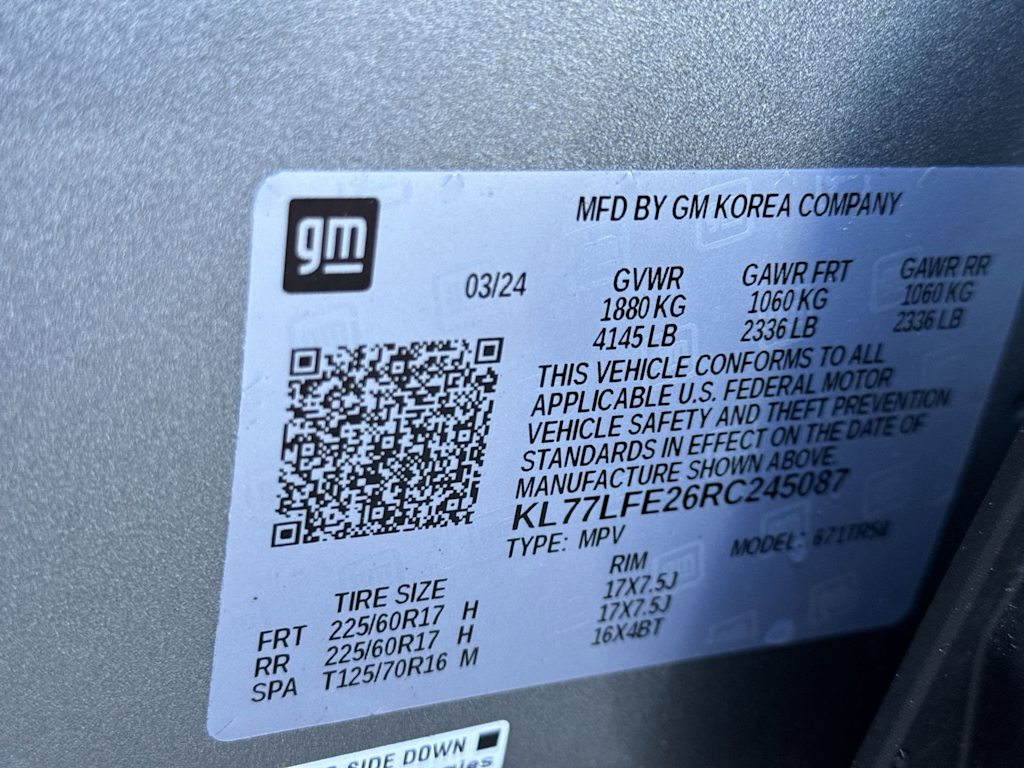 gm
MFD BY GM KOREA COMPANY
03/24
GVWR GAWR FRT GAWR RR
1880 KG 1060 KG 1060 KG
4145 LB 2336 LB 2336 LB
THIS VEHICLE CONFORMS TO ALL
APPLICABLE U.S. FEDERAL MOTOR
VEHICLE SAFETY AND THEFT PREVENTION
STANDARDS IN EFFECT ON THE DATE OF
MANUFACTURE SHOWN ABOVE
KL77LFE26RC245087
TYPE: MPV MODEL:
TIRE SIZE RIM
FRT 225/60R17 H 17X7.5J
RR 225/60R17 H 17X7.5J
SPA T125/70R16 M 16X4BT
SIDE DOWN